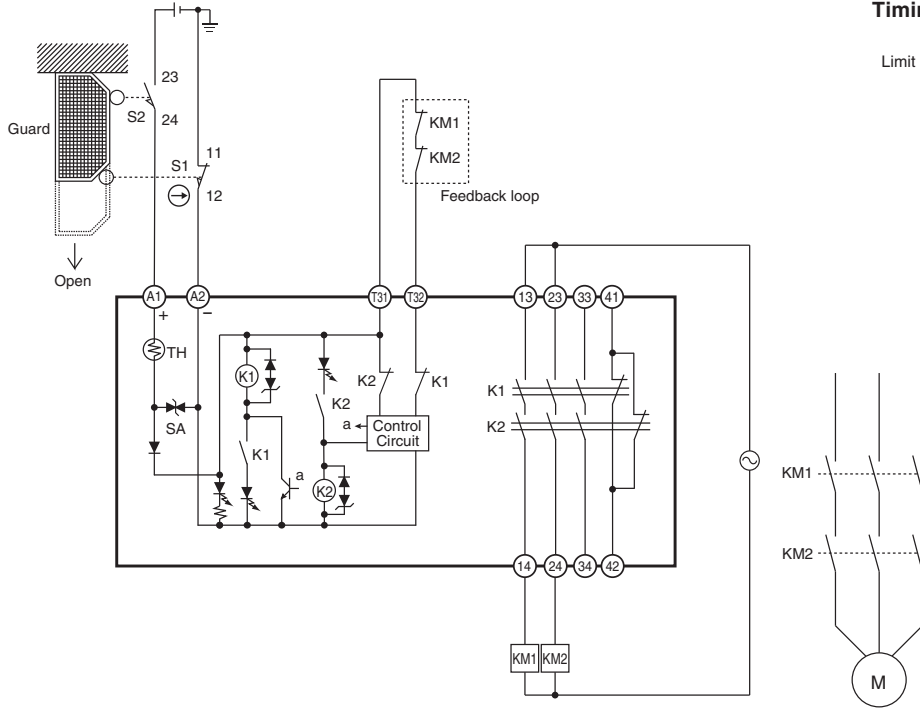 Timin
Limit
Guard
S2
23
24
S1
11
12
Open
KM1
KM2
Feedback loop
A1
A2
T31
T32
13
23
33
41
+
−
TH
SA
K1
K1
K2
K2
K2
K1
a
Control
Circuit
a
K1
K2
14
24
34
42
KM1
KM2
KM1
KM2
M